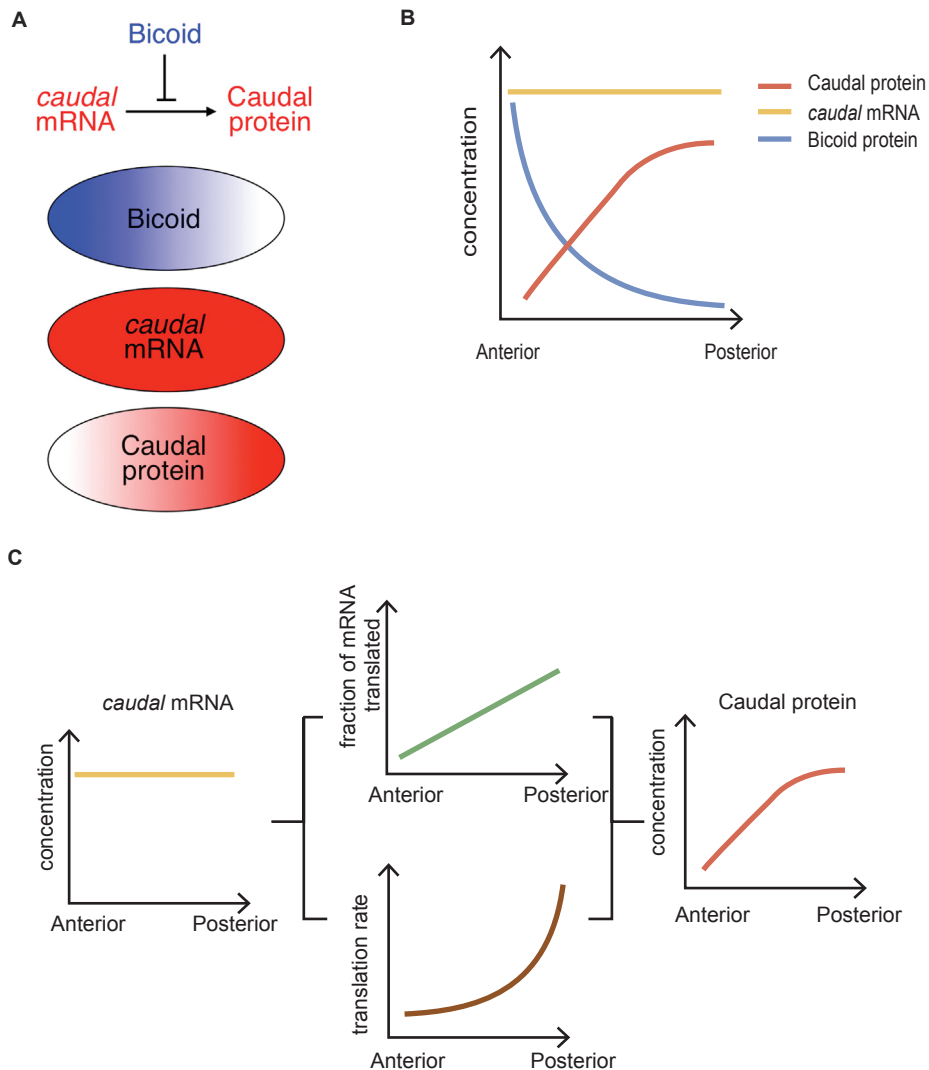 A
Bicoid
caudal
mRNA
Caudal
protein
Bicoid
caudal
mRNA
Caudal
protein
B
concentration
Anterior
Posterior
Caudal protein
caudal mRNA
Bicoid protein
C
caudal mRNA
concentration
Anterior
Posterior
fraction of mRNA
translated
Anterior
Posterior
translation rate
Anterior
Posterior
Caudal protein
concentration
Anterior
Posterior